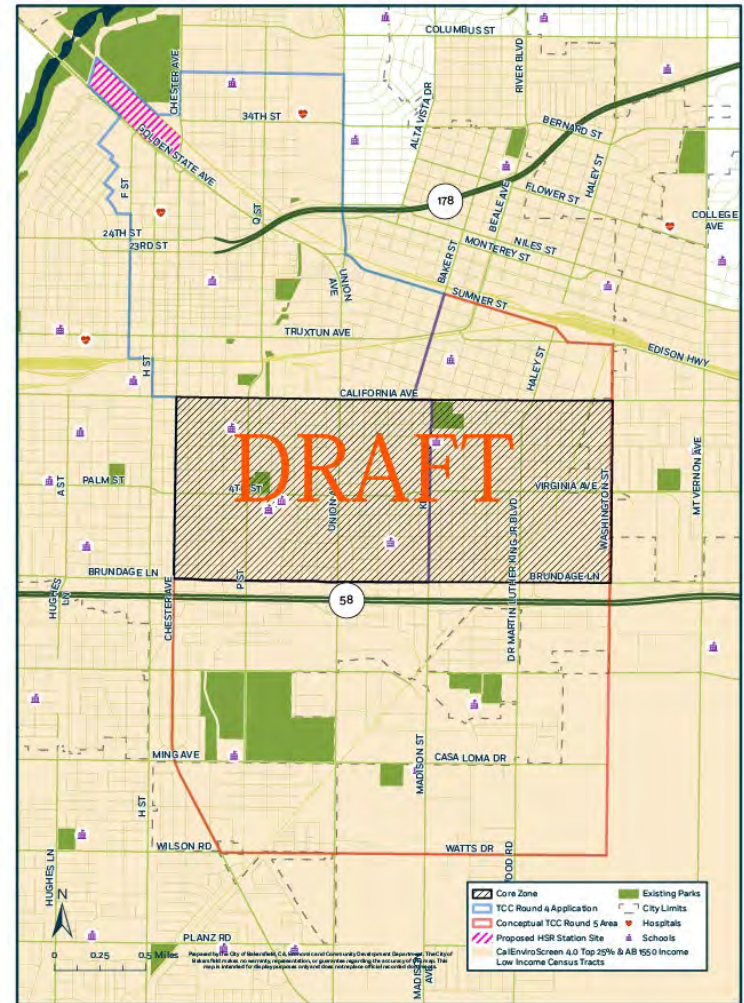 COLUMBUS ST
CHESTER AVE
RIVER BLVD
ALTA VISTA DR
34TH ST
BERNARD ST
GOLDEN STATE AVE
HALEY ST
F ST
FLOWER ST
BEALE AVE
178
Q ST
COLLEGE AVE
24TH ST
23RD ST
MONTEREY ST
NILES ST
BAKER ST
UNION AVE
SUMNER ST
TRUXTUN AVE
EDISON HWY
H ST
HALEY ST
CALIFORNIA AVE
DRAFT
A ST
PALM ST
4TH ST
UNION
VIRGINIA AVE
WASHINGTON ST
MT VERNON AVE
DR MARTIN LUTHER KING JR BLVD
BRUNDAGE LN
P ST
BRUNDAGE LN
HUGHES LN
CHESTER AVE
58
MING AVE
MADISON ST
CASA LOMA DR
H ST
WILSON RD
WATTS DR
OOD RD
HUGHES LN
N
PLANZ RD
MADISON AVE
0 0.25 0.5 Miles
Core Zone
TCC Round 4 Application
Conceptual TCC Round 5 Area
Proposed HSR Station Site
CalEnviroScreen 4.0 Top 25% & AB 1550 Income
Low Income Census Tracts
Existing Parks
City Limits
Hospitals
Schools